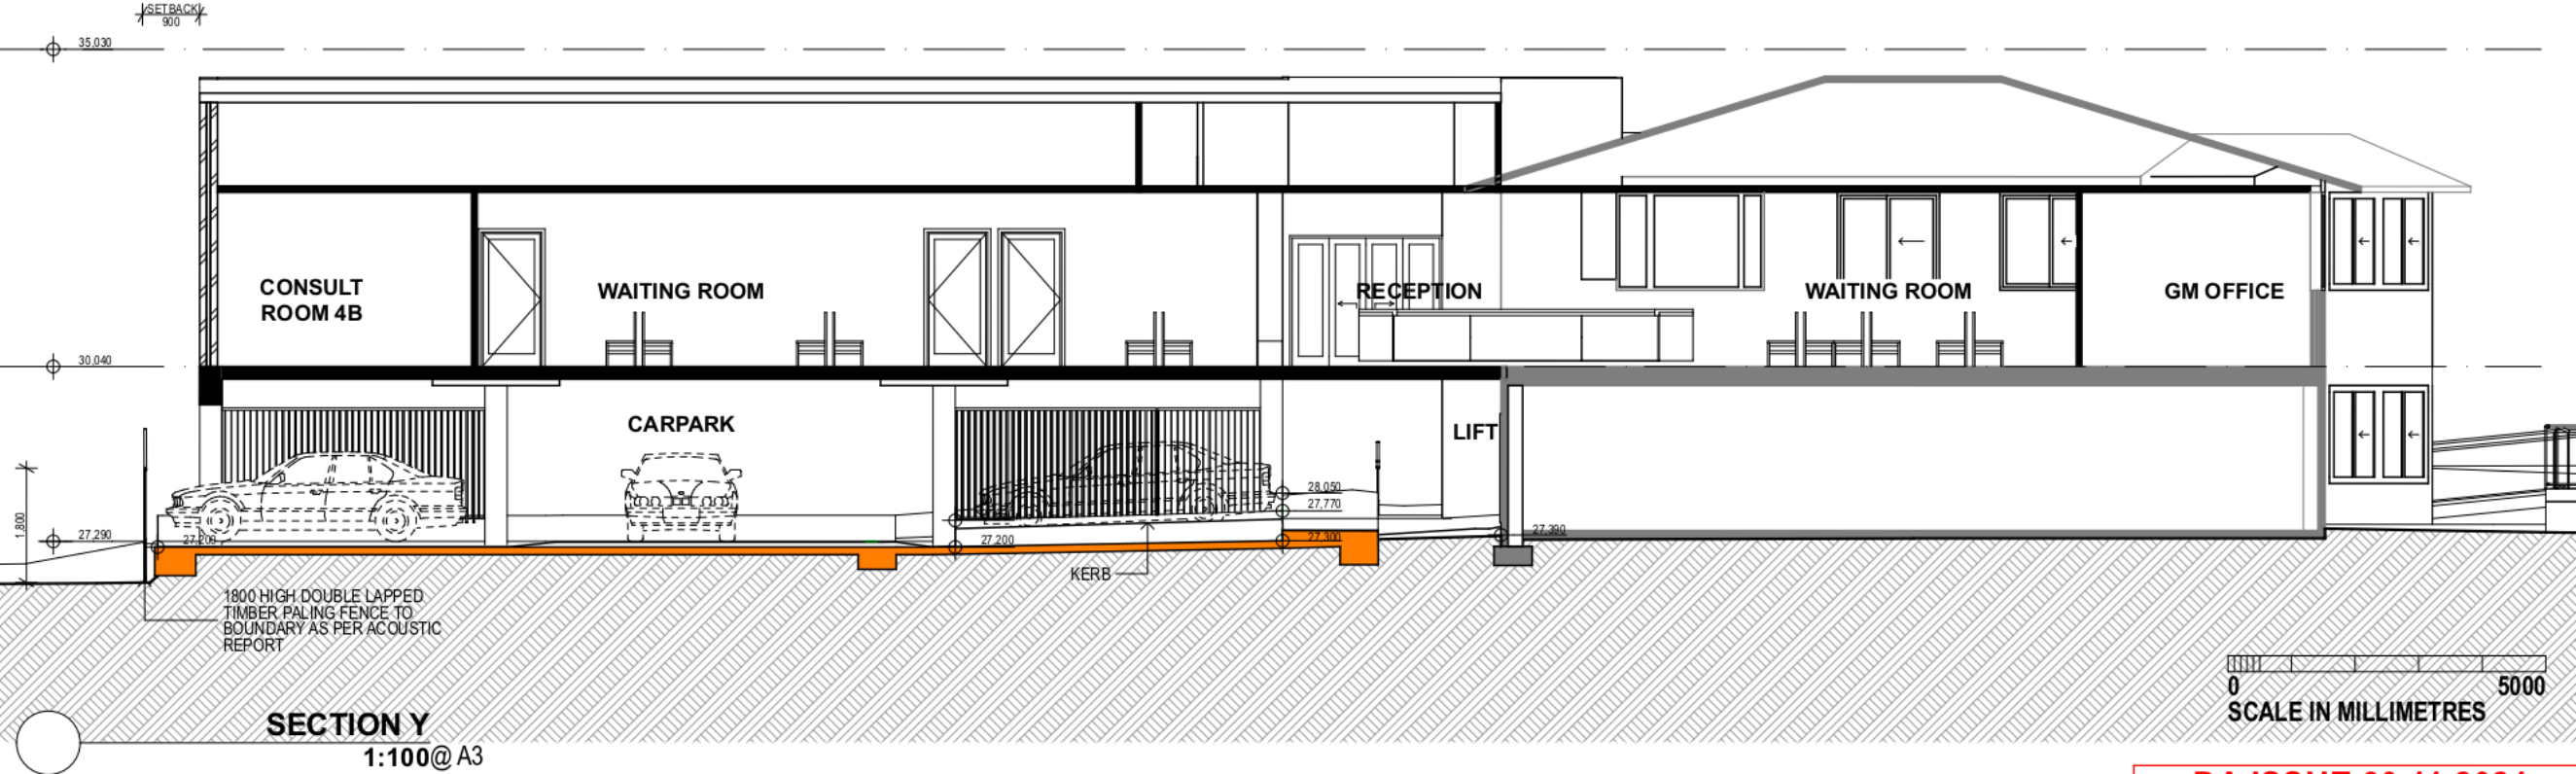 SETBACK
900
35,030
CONSULT
ROOM 4B
WAITING ROOM
RECEPTION
WAITING ROOM
GM OFFICE
30,040
CARPARK
LIFT
1,800
27,290
27,200
27,200
28,050
27,770
27,300
27,390
KERB
1800 HIGH DOUBLE LAPPED
TIMBER PALING FENCE TO
BOUNDARY AS PER ACOUSTIC
REPORT
0 5000
SCALE IN MILLIMETRES
SECTION Y
1:100@ A3